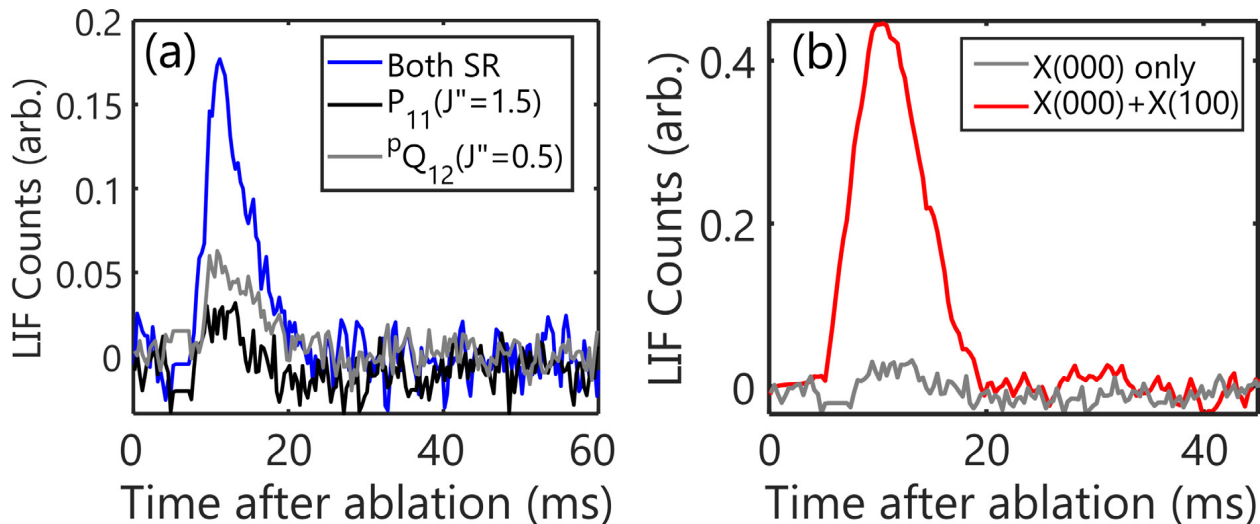 (a)
Both SR
P₁₁(J"=1.5)
ᵖQ₁₂(J"=0.5)
LIF Counts (arb.)
0.2
0.15
0.1
0.05
0
0 20 40 60
Time after ablation (ms)
(b)
X(000) only
X(000)+X(100)
LIF Counts (arb.)
0.4
0.2
0
0 20 40
Time after ablation (ms)